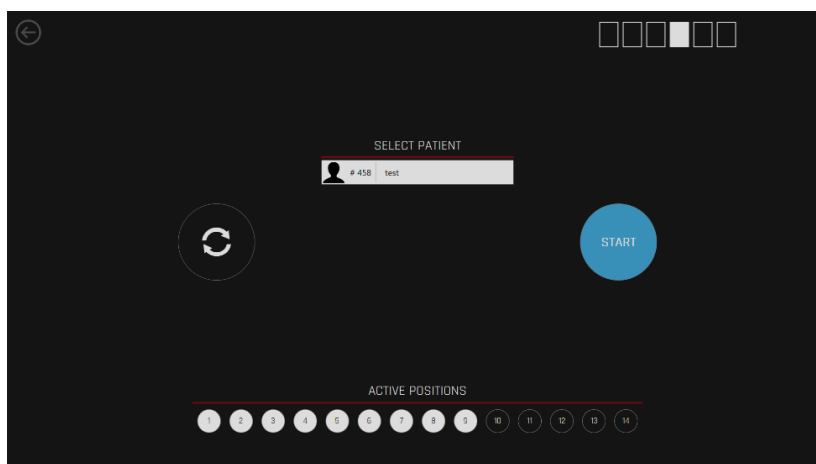 SELECT PATIENT
# 458 test
START
ACTIVE POSITIONS
1 2 3 4 5 6 7 8 9 10 11 12 13 14